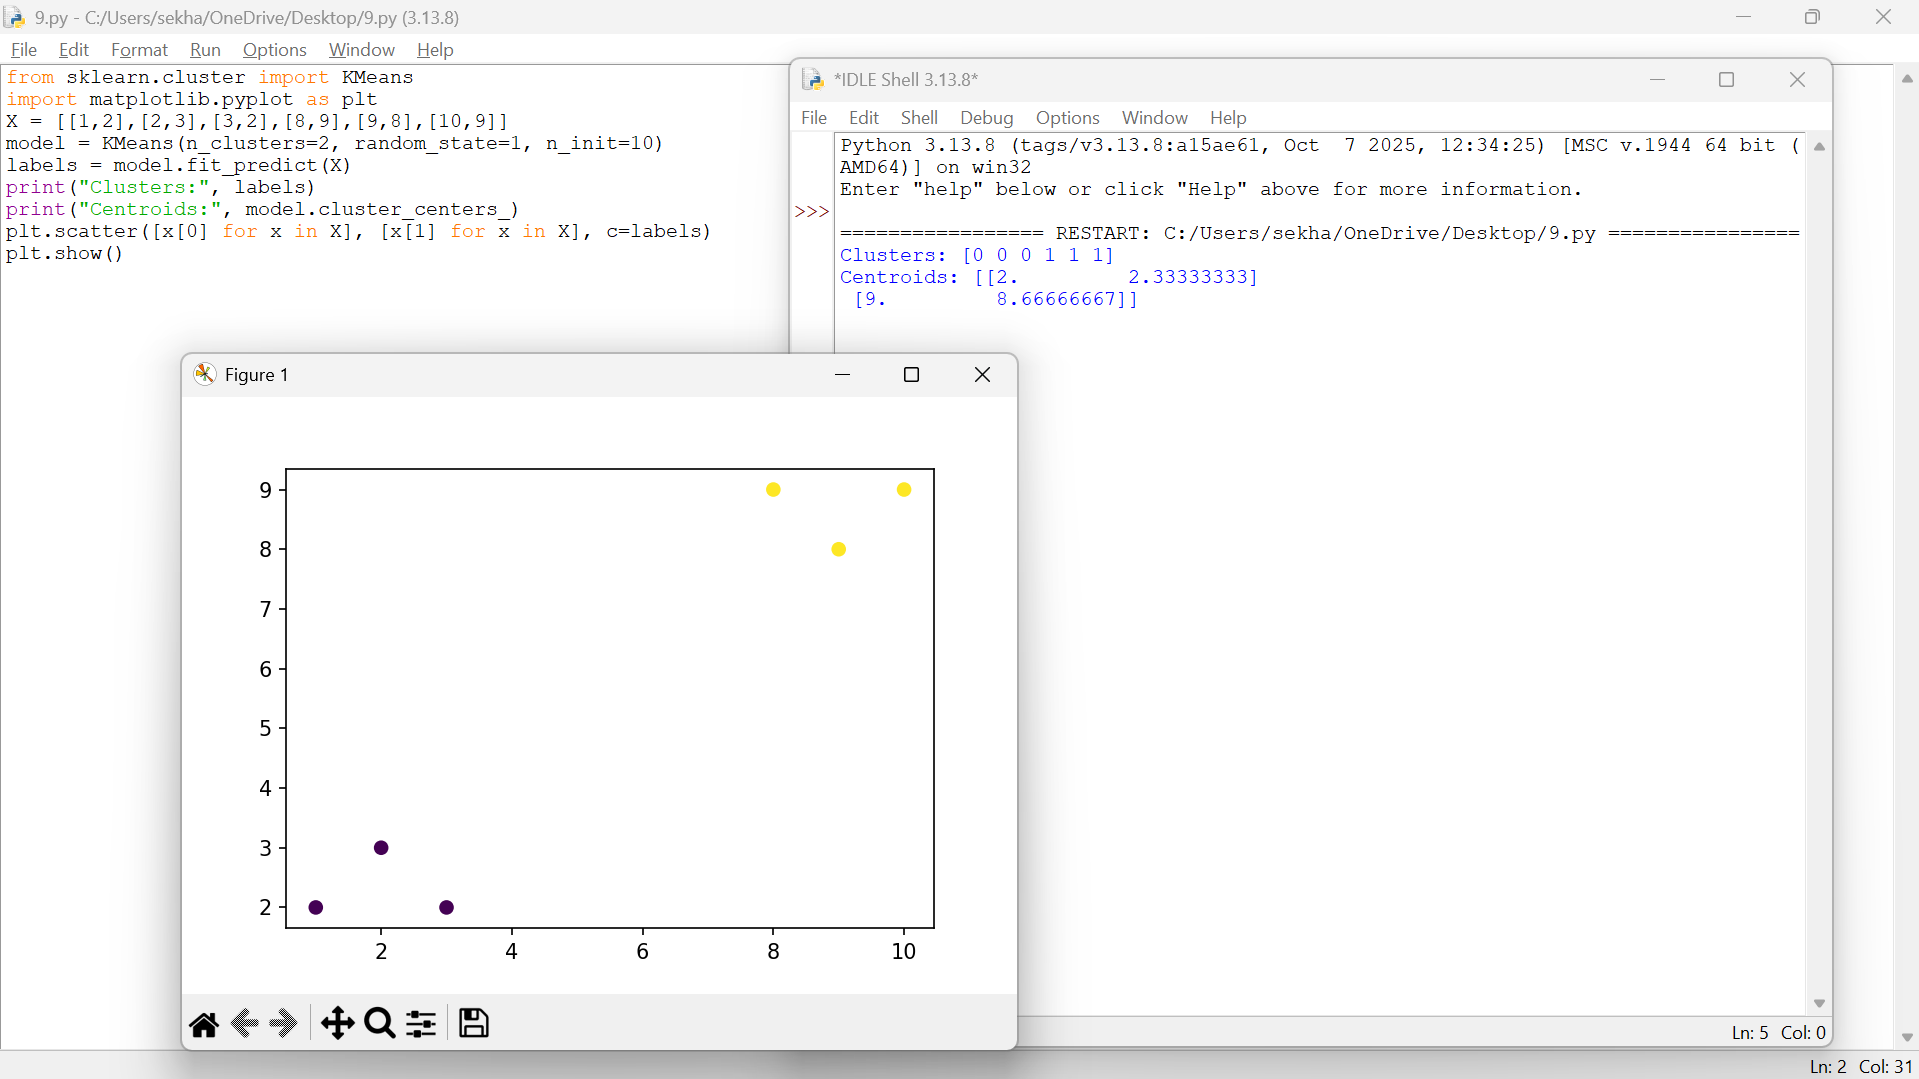 9.py - C:/Users/sekha/OneDrive/Desktop/9.py (3.13.8)
File Edit Format Run Options Window Help
from sklearn.cluster import KMeans
import matplotlib.pyplot as plt
X = [[1,2],[2,3],[3,2],[8,9],[9,8],[10,9]]
model = KMeans(n_clusters=2, random_state=1, n_init=10)
labels = model.fit_predict(X)
print("Clusters:", labels)
print("Centroids:", model.cluster_centers_)
plt.scatter([x[0] for x in X], [x[1] for x in X], c=labels)
plt.show()
*IDLE Shell 3.13.8*
File Edit Shell Debug Options Window Help
Python 3.13.8 (tags/v3.13.8:a15ae61, Oct  7 2025, 12:34:25) [MSC v.1944 64 bit (
AMD64)] on win32
Enter "help" below or click "Help" above for more information.
>>>
================= RESTART: C:/Users/sekha/OneDrive/Desktop/9.py ================
Clusters: [0 0 0 1 1 1]
Centroids: [[2.         2.33333333]
 [9.         8.66666667]]
Figure 1
9
8
7
6
5
4
3
2
2 4 6 8 10
Ln: 5 Col: 0
Ln: 2 Col: 31